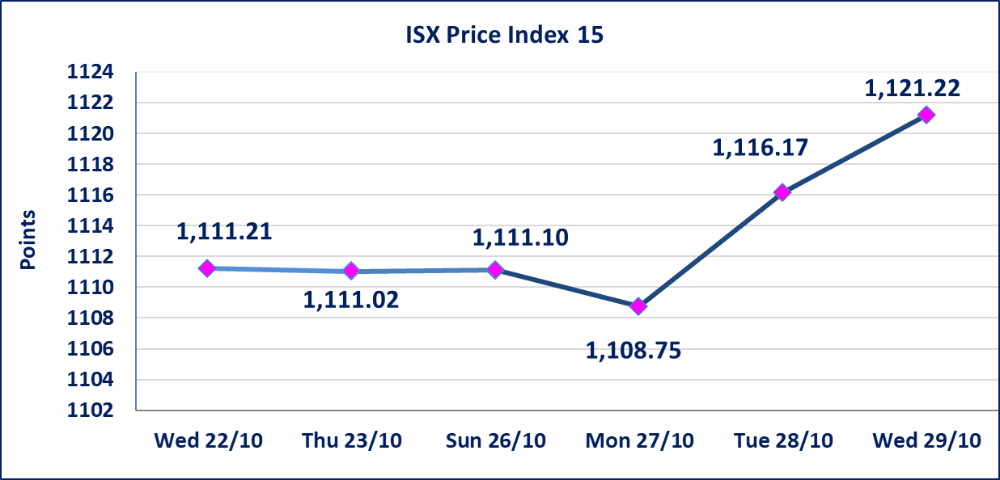 ISX Price Index 15
1124
1122
1120
1118
1116
1114
1112
1110
1108
1106
1104
1102
Points
1,111.21
1,111.02
1,111.10
1,108.75
1,116.17
1,121.22
Wed 22/10
Thu 23/10
Sun 26/10
Mon 27/10
Tue 28/10
Wed 29/10